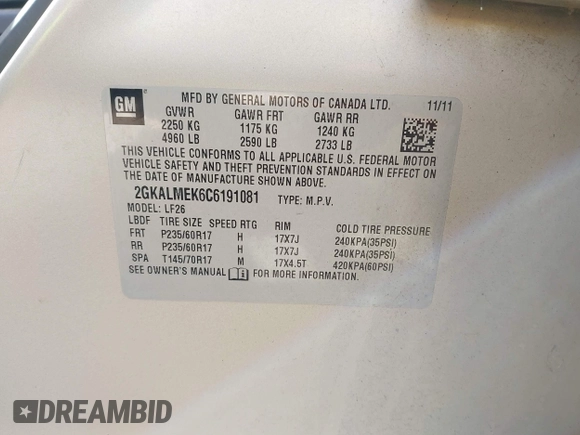 GM
MFD BY GENERAL MOTORS OF CANADA LTD. 11/11
GVWR GAWR FRT GAWR RR
2250 KG 1175 KG 1240 KG
4960 LB 2590 LB 2733 LB
THIS VEHICLE CONFORMS TO ALL APPLICABLE U.S. FEDERAL MOTOR
VEHICLE SAFETY AND THEFT PREVENTION STANDARDS IN EFFECT ON
THE DATE OF MANUFACTURE SHOWN ABOVE.
2GKALMEK6C6191081 TYPE: M.P.V.
MODEL: LF26
LBDT TIRE SIZE SPEED RTG RIM COLD TIRE PRESSURE
FRT P235/60R17 H 17X7J 240KPA(35PSI)
RR P235/60R17 H 17X7J 240KPA(35PSI)
SPA T145/70R17 M 17X4.5T 420KPA(60PSI)
SEE OWNER'S MANUAL FOR MORE INFORMATION.
DREAMBID